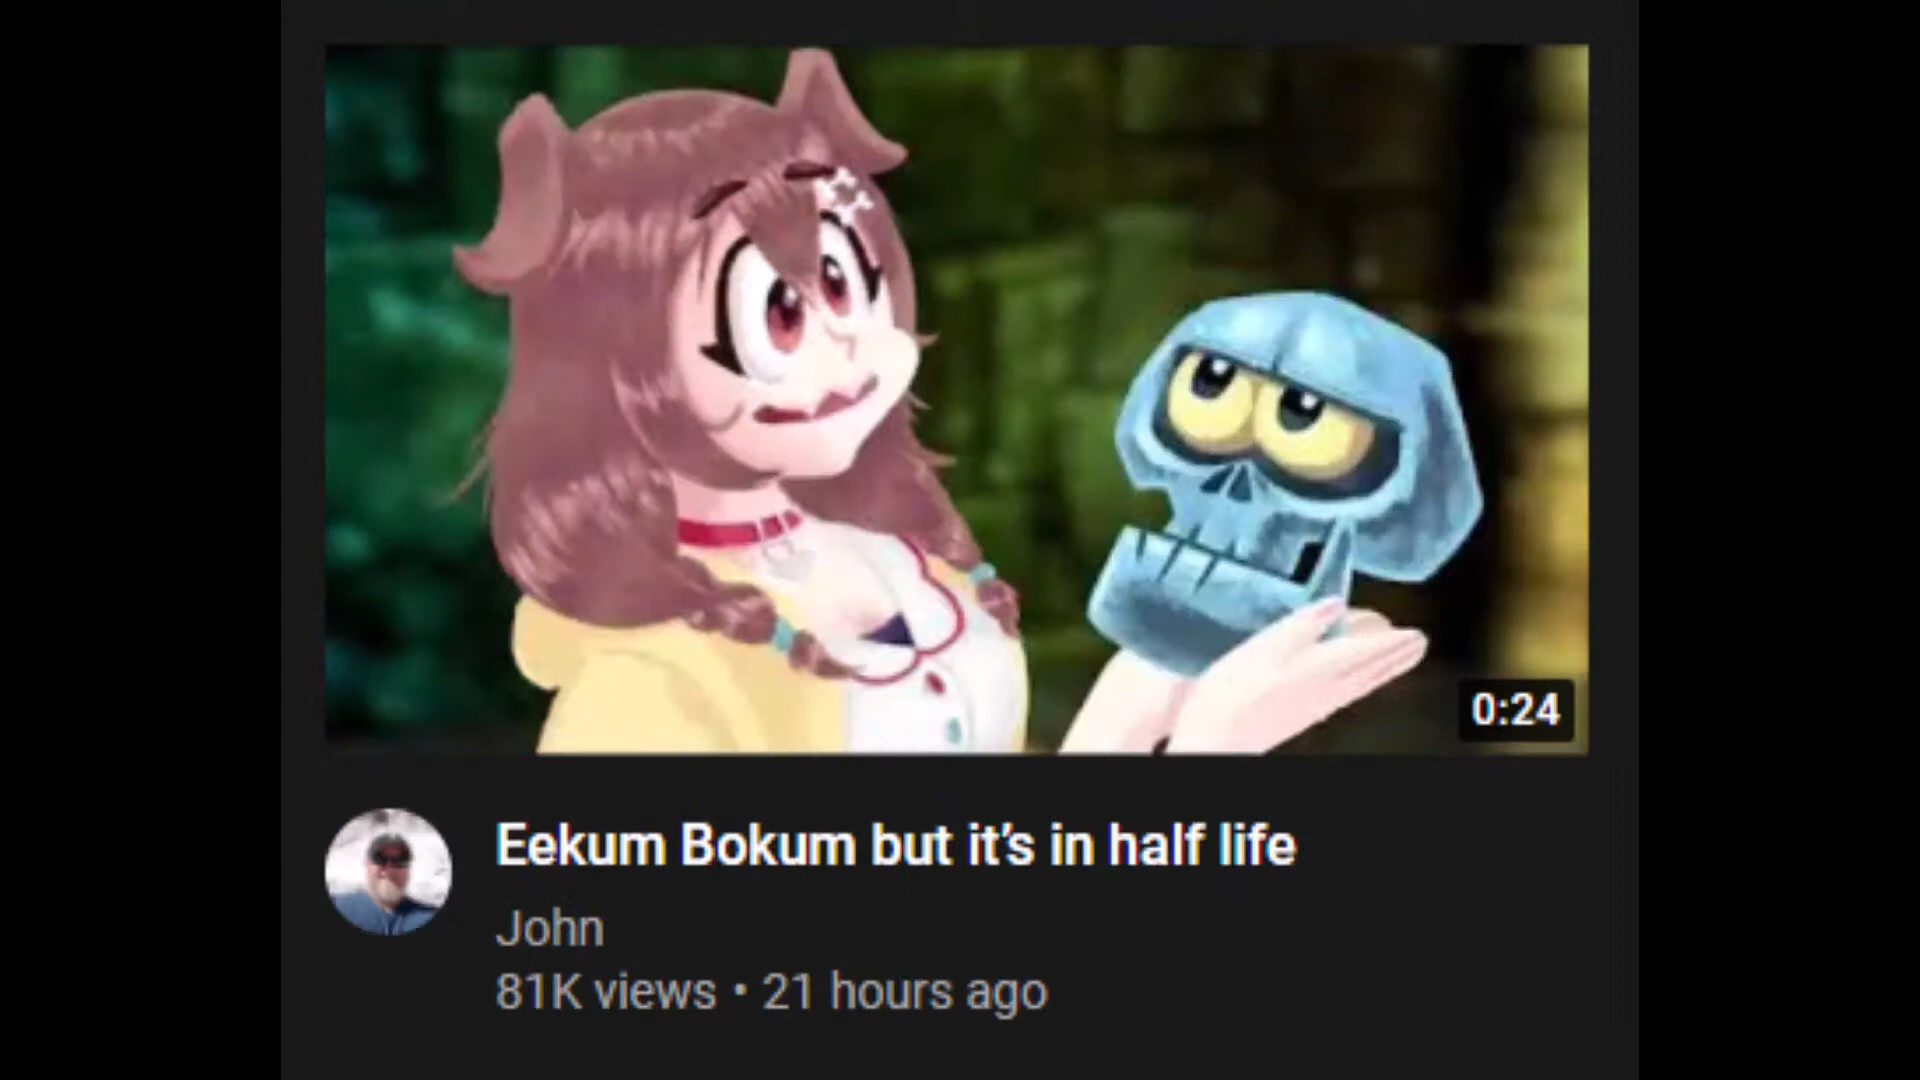 0:24
Eekum Bokum but it’s in half life
John
81K views • 21 hours ago